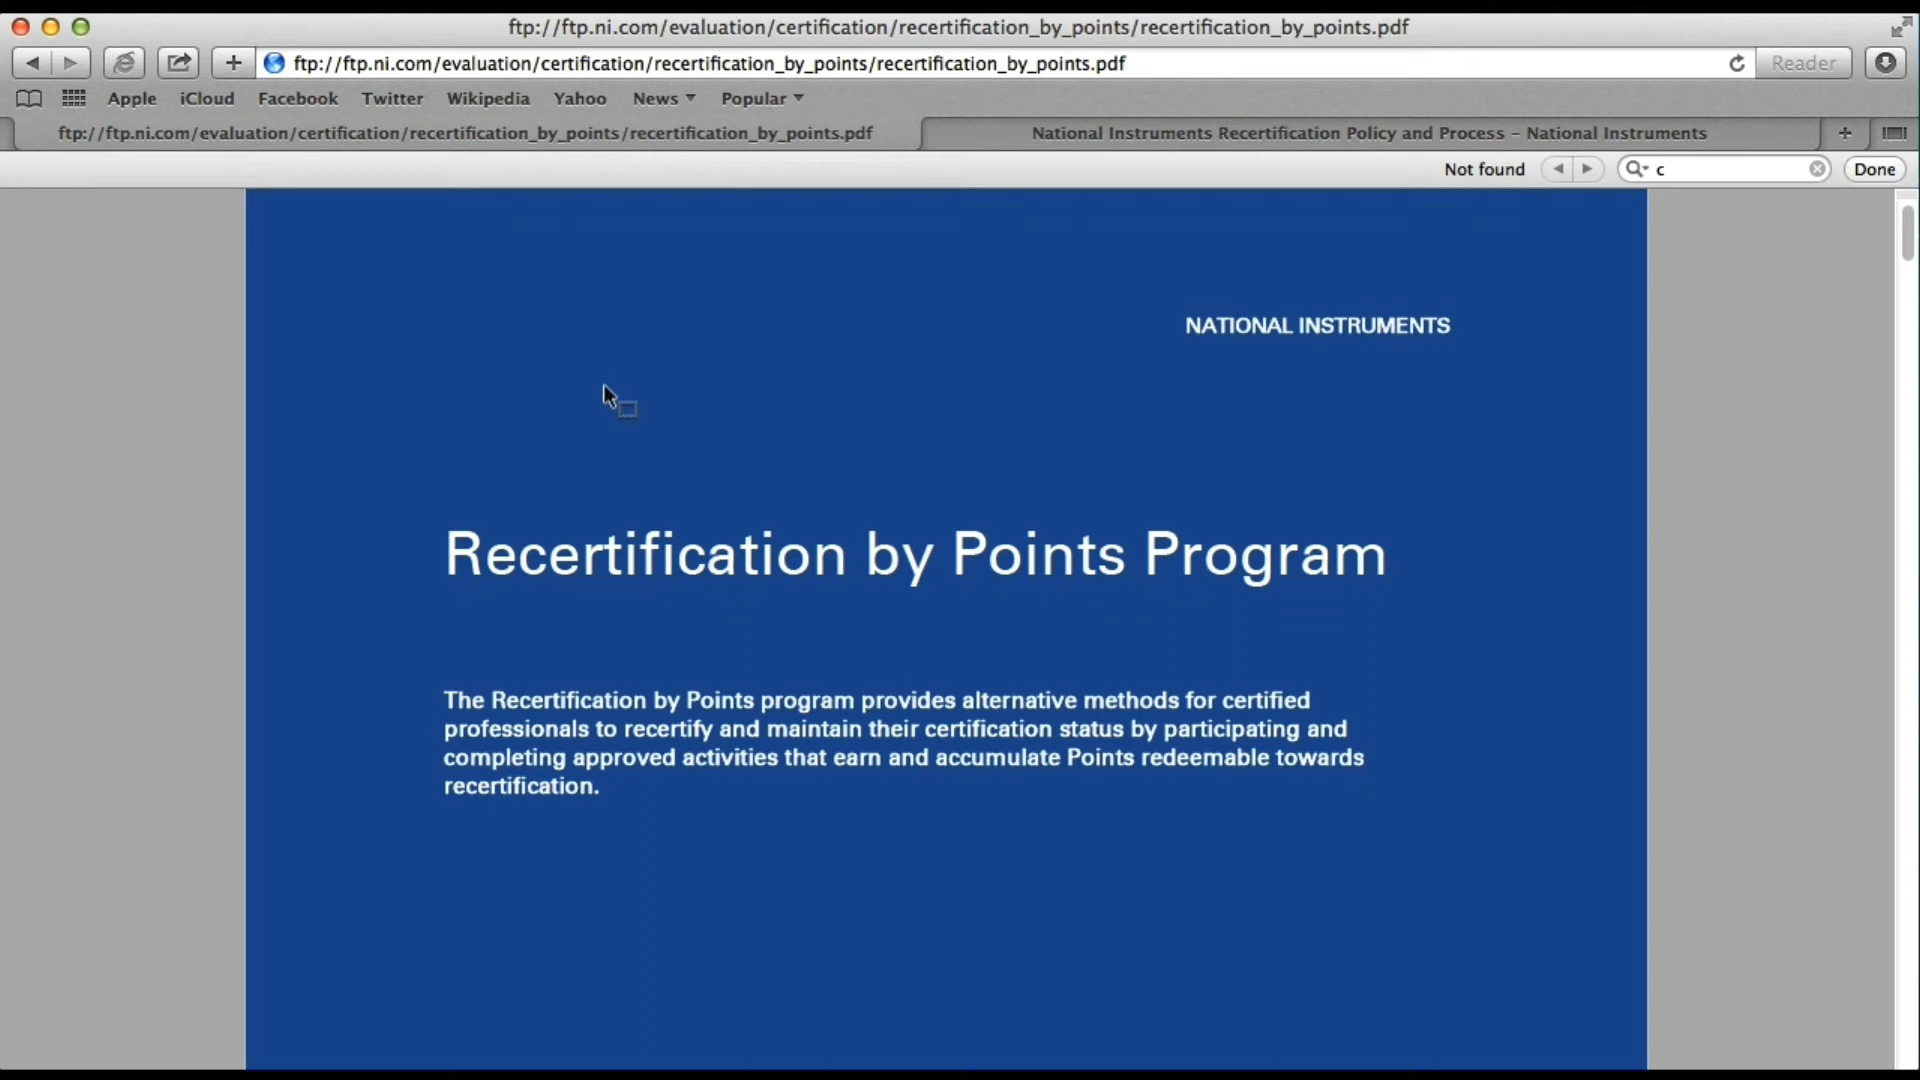 ftp://ftp.ni.com/evaluation/certification/recertification_by_points/recertification_by_points.pdf
ftp://ftp.ni.com/evaluation/certification/recertification_by_points/recertification_by_points.pdf
Reader
Apple iCloud Facebook Twitter Wikipedia Yahoo News Popular
ftp://ftp.ni.com/evaluation/certification/recertification_by_points/recertification_by_points.pdf
National Instruments Recertification Policy and Process – National Instruments
Not found
c
Done
NATIONAL INSTRUMENTS
Recertification by Points Program
The Recertification by Points program provides alternative methods for certified
professionals to recertify and maintain their certification status by participating and
completing approved activities that earn and accumulate Points redeemable towards
recertification.